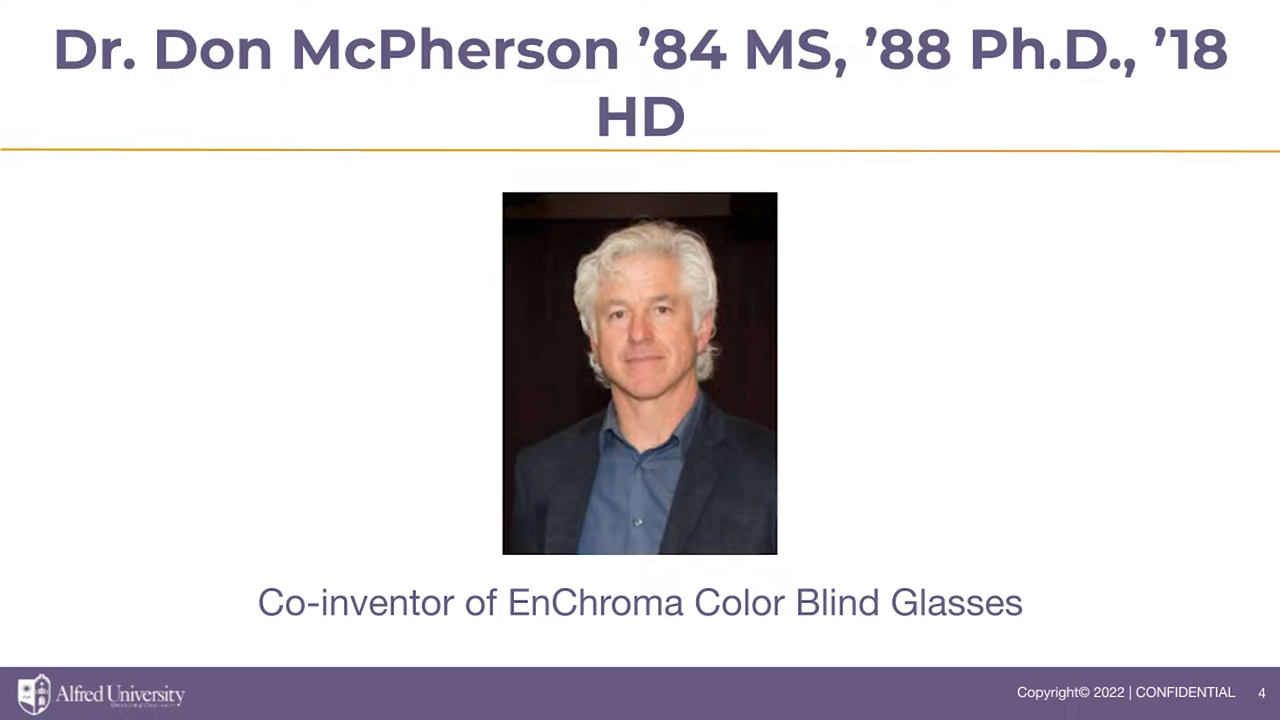 Dr. Don McPherson ’84 MS, ’88 Ph.D., ’18
HD
Co-inventor of EnChroma Color Blind Glasses
Alfred University
Copyright© 2022 | CONFIDENTIAL 4